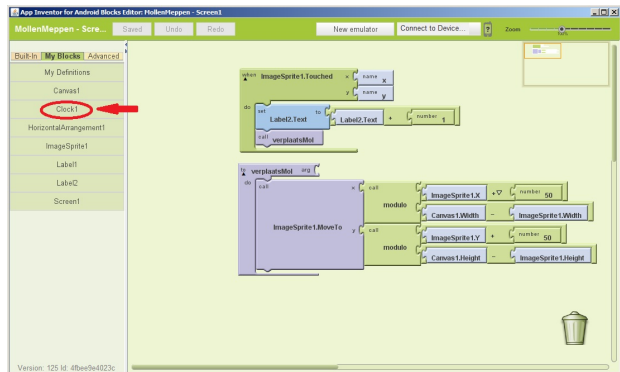 App Inventor for Android Blocks Editor: MollenMeppen - Screen1
MollenMeppen - Scre... Saved Undo Redo New emulator Connect to Device... ? Zoom
Built-In My Blocks Advanced
My Definitions
Canvas1
Clock1
HorizontalArrangement1
ImageSprite1
Label1
Label2
Screen1
when ImageSprite1.Touched x name x
y name y
do set Label2.Text to Label2.Text + number 1
call verplaatsMol
to verplaatsMol arg
do call ImageSprite1.MoveTo x call modulo ImageSprite1.X + number 50
Canvas1.Width - ImageSprite1.Width
y call modulo ImageSprite1.Y + number 50
Canvas1.Height - ImageSprite1.Height
Version: 125 Id: 4fbee9e4023c